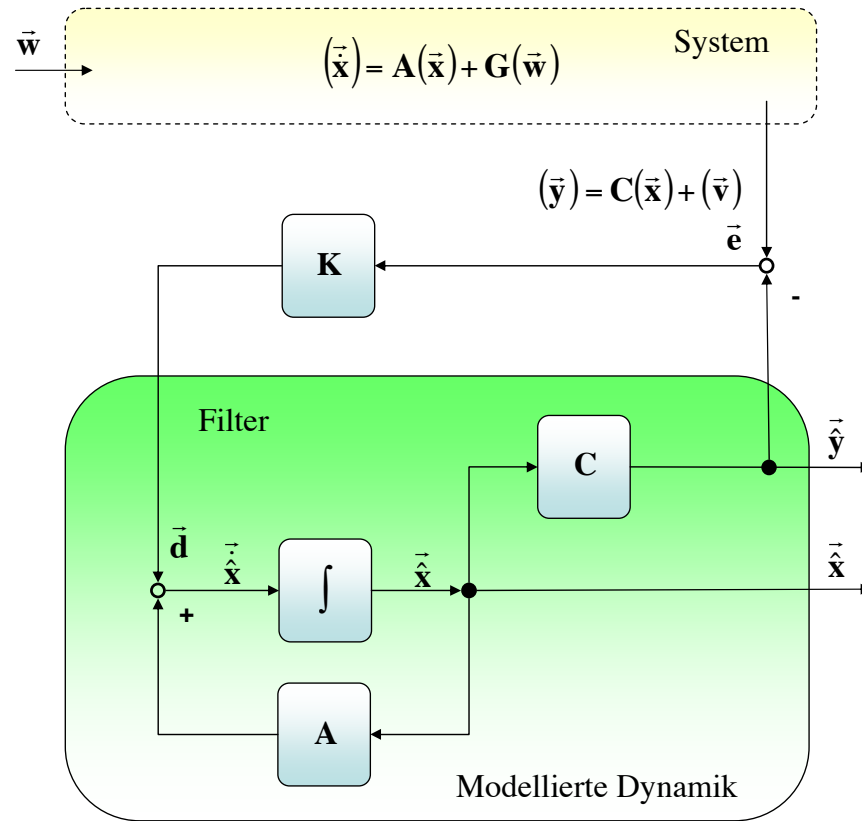 w⃗
System
(ẋ⃗) = A(x⃗) + G(w⃗)
(y⃗) = C(x⃗) + (v⃗)
e⃗
K
-
Filter
C
ŷ⃗
d⃗
x̂̇⃗
∫
x̂⃗
x̂⃗
+
A
Modellierte Dynamik